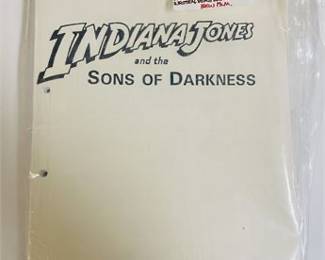 INDIANA JONES
and the
SONS OF DARKNESS